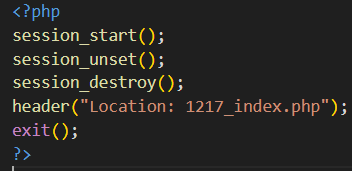 <?php
session_start();
session_unset();
session_destroy();
header("Location: 1217_index.php");
exit();
?>